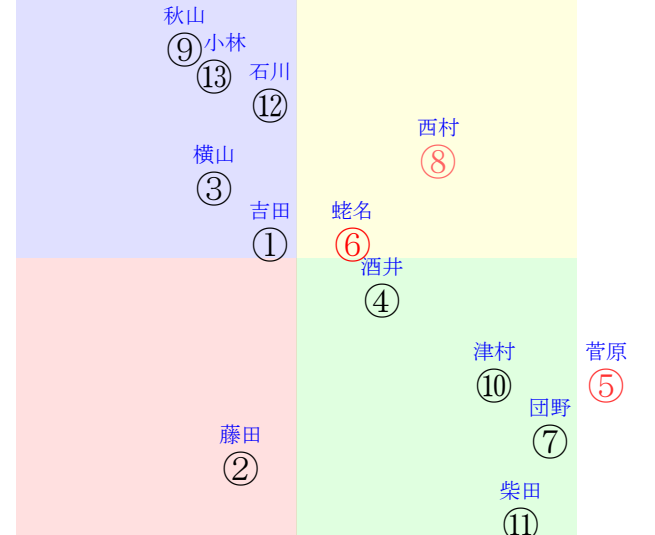 秋山
⑨
小林
⑬
石川
⑫
西村
⑧
横山
③
吉田
①
蛯名
⑥
酒井
④
津村
⑩
菅原
⑤
団野
⑦
藤田
②
柴田
⑪